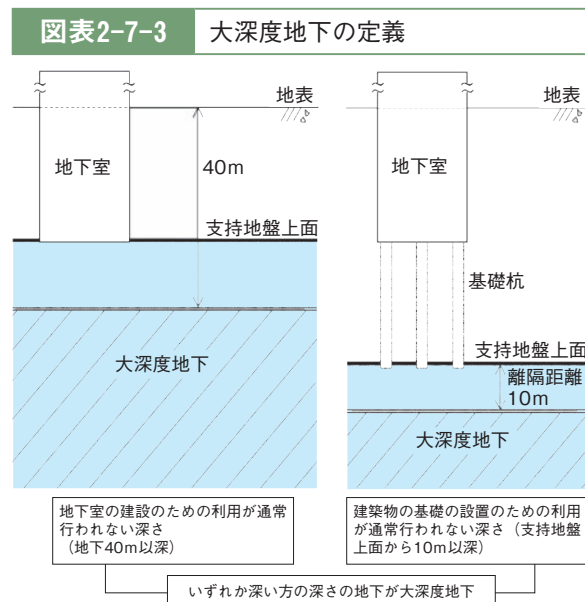 図表2-7-3 大深度地下の定義
地表
地下室
40m
支持地盤上面
大深度地下
地表
地下室
基礎杭
支持地盤上面
離隔距離
10m
大深度地下
地下室の建設のための利用が通常
行われない深さ
（地下40m以深）
建築物の基礎の設置のための利用
が通常行われない深さ（支持地盤
上面から10m以深）
いずれか深い方の深さの地下が大深度地下